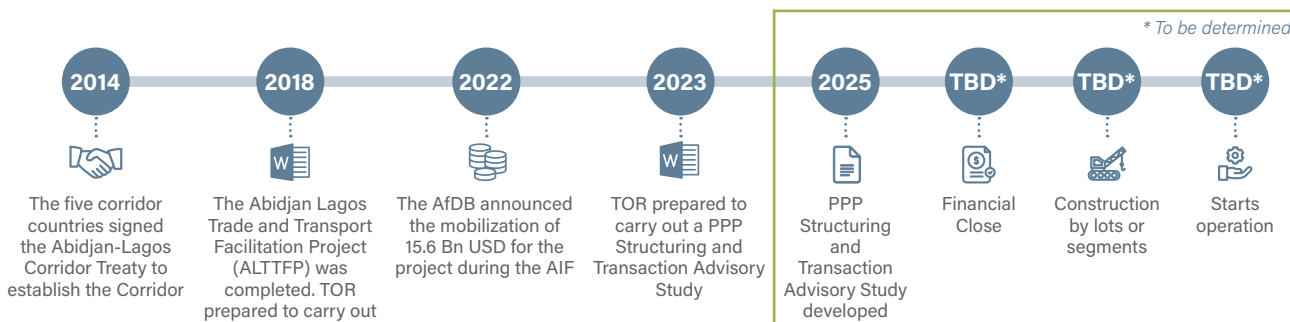 * To be determined
2014
2018
2022
2023
2025
TBD*
TBD*
TBD*
W
W
The five corridor
countries signed
the Abidjan-Lagos
Corridor Treaty to
establish the Corridor
The Abidjan Lagos
Trade and Transport
Facilitation Project
(ALTTFP) was
completed. TOR
prepared to carry out
The AfDB announced
the mobilization of
15.6 Bn USD for the
project during the AIF
TOR prepared to
carry out a PPP
Structuring and
Transaction Advisory
Study
PPP
Structuring
and
Transaction
Advisory Study
developed
Financial
Close
Construction
by lots or
segments
Starts
operation